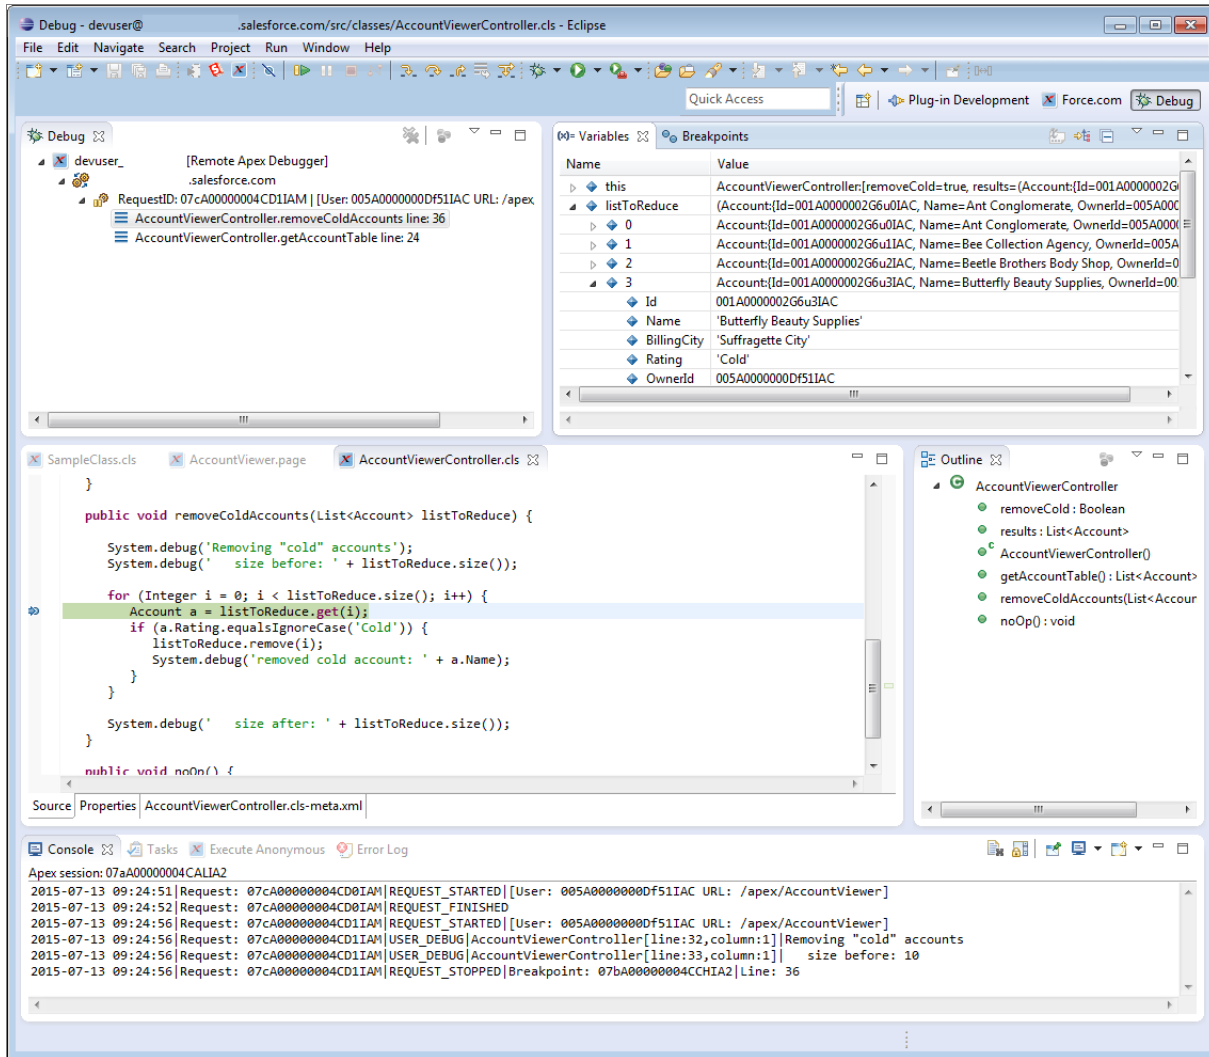 Debug - devuser@ .salesforce.com/src/classes/AccountViewerController.cls - Eclipse
File Edit Navigate Search Project Run Window Help
Quick Access
Plug-in Development Force.com Debug
Debug
devuser_ [Remote Apex Debugger]
.salesforce.com
RequestID: 07cA00000004CD1IAM | [User: 005A0000000Df51IAC URL: /apex,
AccountViewerController.removeColdAccounts line: 36
AccountViewerController.getAccountTable line: 24
(x)= Variables Breakpoints
Name Value
this AccountViewerController:[removeCold=true, results=(Account:{Id=001A0000002G
listToReduce (Account:{Id=001A0000002G6u0IAC, Name=Ant Conglomerate, OwnerId=005A000
0 Account:{Id=001A0000002G6u0IAC, Name=Ant Conglomerate, OwnerId=005A0000
1 Account:{Id=001A0000002G6u1IAC, Name=Bee Collection Agency, OwnerId=005A
2 Account:{Id=001A0000002G6u2IAC, Name=Beetle Brothers Body Shop, OwnerId=0
3 Account:{Id=001A0000002G6u3IAC, Name=Butterfly Beauty Supplies, OwnerId=00
Id 001A0000002G6u3IAC
Name 'Butterfly Beauty Supplies'
BillingCity 'Suffragette City'
Rating 'Cold'
OwnerId 005A0000000Df51IAC
SampleClass.cls AccountViewer.page AccountViewerController.cls
}
public void removeColdAccounts(List<Account> listToReduce) {
System.debug('Removing "cold" accounts');
System.debug('   size before: ' + listToReduce.size());
for (Integer i = 0; i < listToReduce.size(); i++) {
Account a = listToReduce.get(i);
if (a.Rating.equalsIgnoreCase('Cold')) {
listToReduce.remove(i);
System.debug('removed cold account: ' + a.Name);
}
}
System.debug('   size after: ' + listToReduce.size());
}
public void noOp() {
Source Properties AccountViewerController.cls-meta.xml
Outline
AccountViewerController
removeCold : Boolean
results : List<Account>
AccountViewerController()
getAccountTable() : List<Account>
removeColdAccounts(List<Accour
noOp() : void
Console Tasks Execute Anonymous Error Log
Apex session: 07aA00000004CALIA2
2015-07-13 09:24:51|Request: 07cA00000004CD0IAM|REQUEST_STARTED|[User: 005A0000000Df51IAC URL: /apex/AccountViewer]
2015-07-13 09:24:52|Request: 07cA00000004CD0IAM|REQUEST_FINISHED
2015-07-13 09:24:56|Request: 07cA00000004CD1IAM|REQUEST_STARTED|[User: 005A0000000Df51IAC URL: /apex/AccountViewer]
2015-07-13 09:24:56|Request: 07cA00000004CD1IAM|USER_DEBUG|AccountViewerController[line:32,column:1]|Removing "cold" accounts
2015-07-13 09:24:56|Request: 07cA00000004CD1IAM|USER_DEBUG|AccountViewerController[line:33,column:1]|   size before: 10
2015-07-13 09:24:56|Request: 07cA00000004CD1IAM|REQUEST_STOPPED|Breakpoint: 07bA00000004CCHIA2|Line: 36